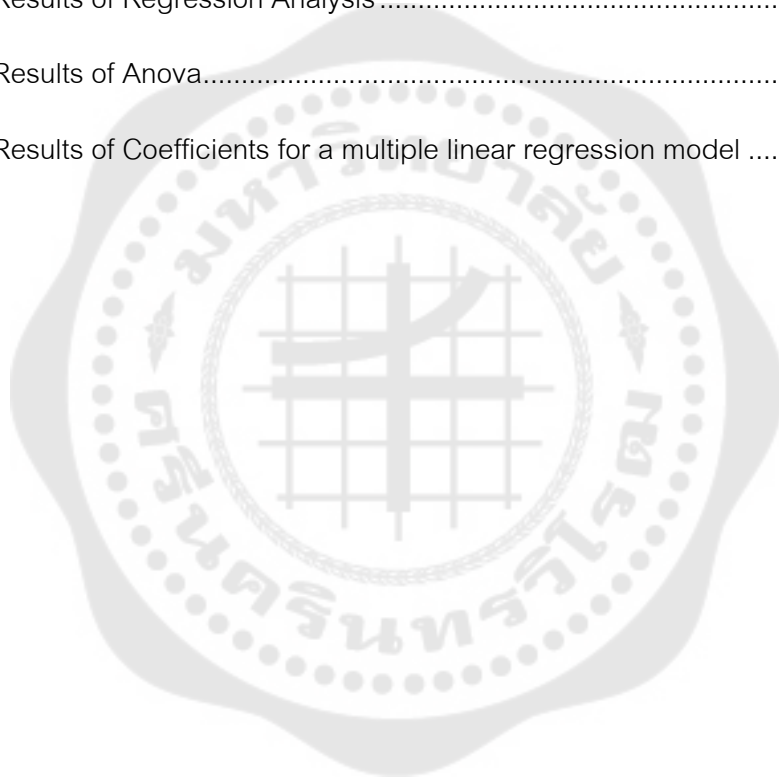 Results of Regression Analysis
Results of Anova
Results of Coefficients for a multiple linear regression model
มหาวิทยาลัย
ศรีนครินทรวิโรฒ